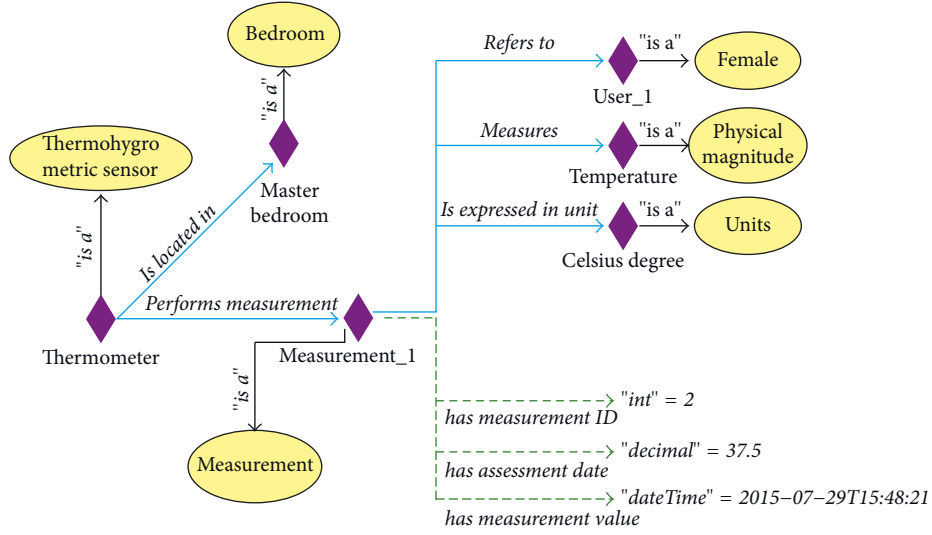 Bedroom
"is a"
Master
bedroom
Thermohygro
metric sensor
"is a"
Is located in
Performs measurement
Thermometer
Measurement_1
"is a"
Measurement
Refers to
"is a"
User_1
Female
Measures
"is a"
Temperature
Physical
magnitude
Is expressed in unit
"is a"
Celsius degree
Units
"int" = 2
has measurement ID
"decimal" = 37.5
has assessment date
"dateTime" = 2015−07−29T15:48:21
has measurement value